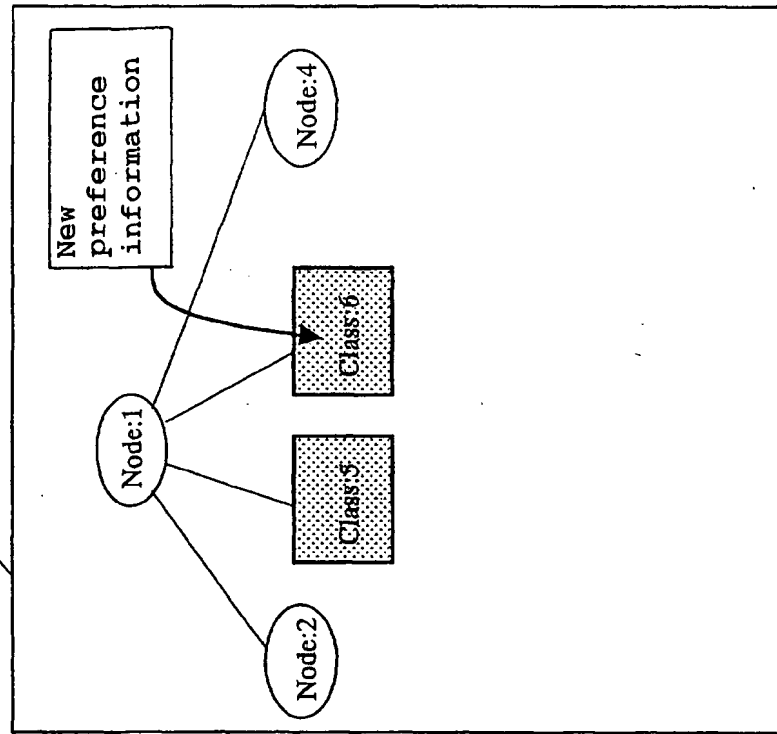 New
preference
information
Node:1
Node:2
Class:5
Class:6
Node:4